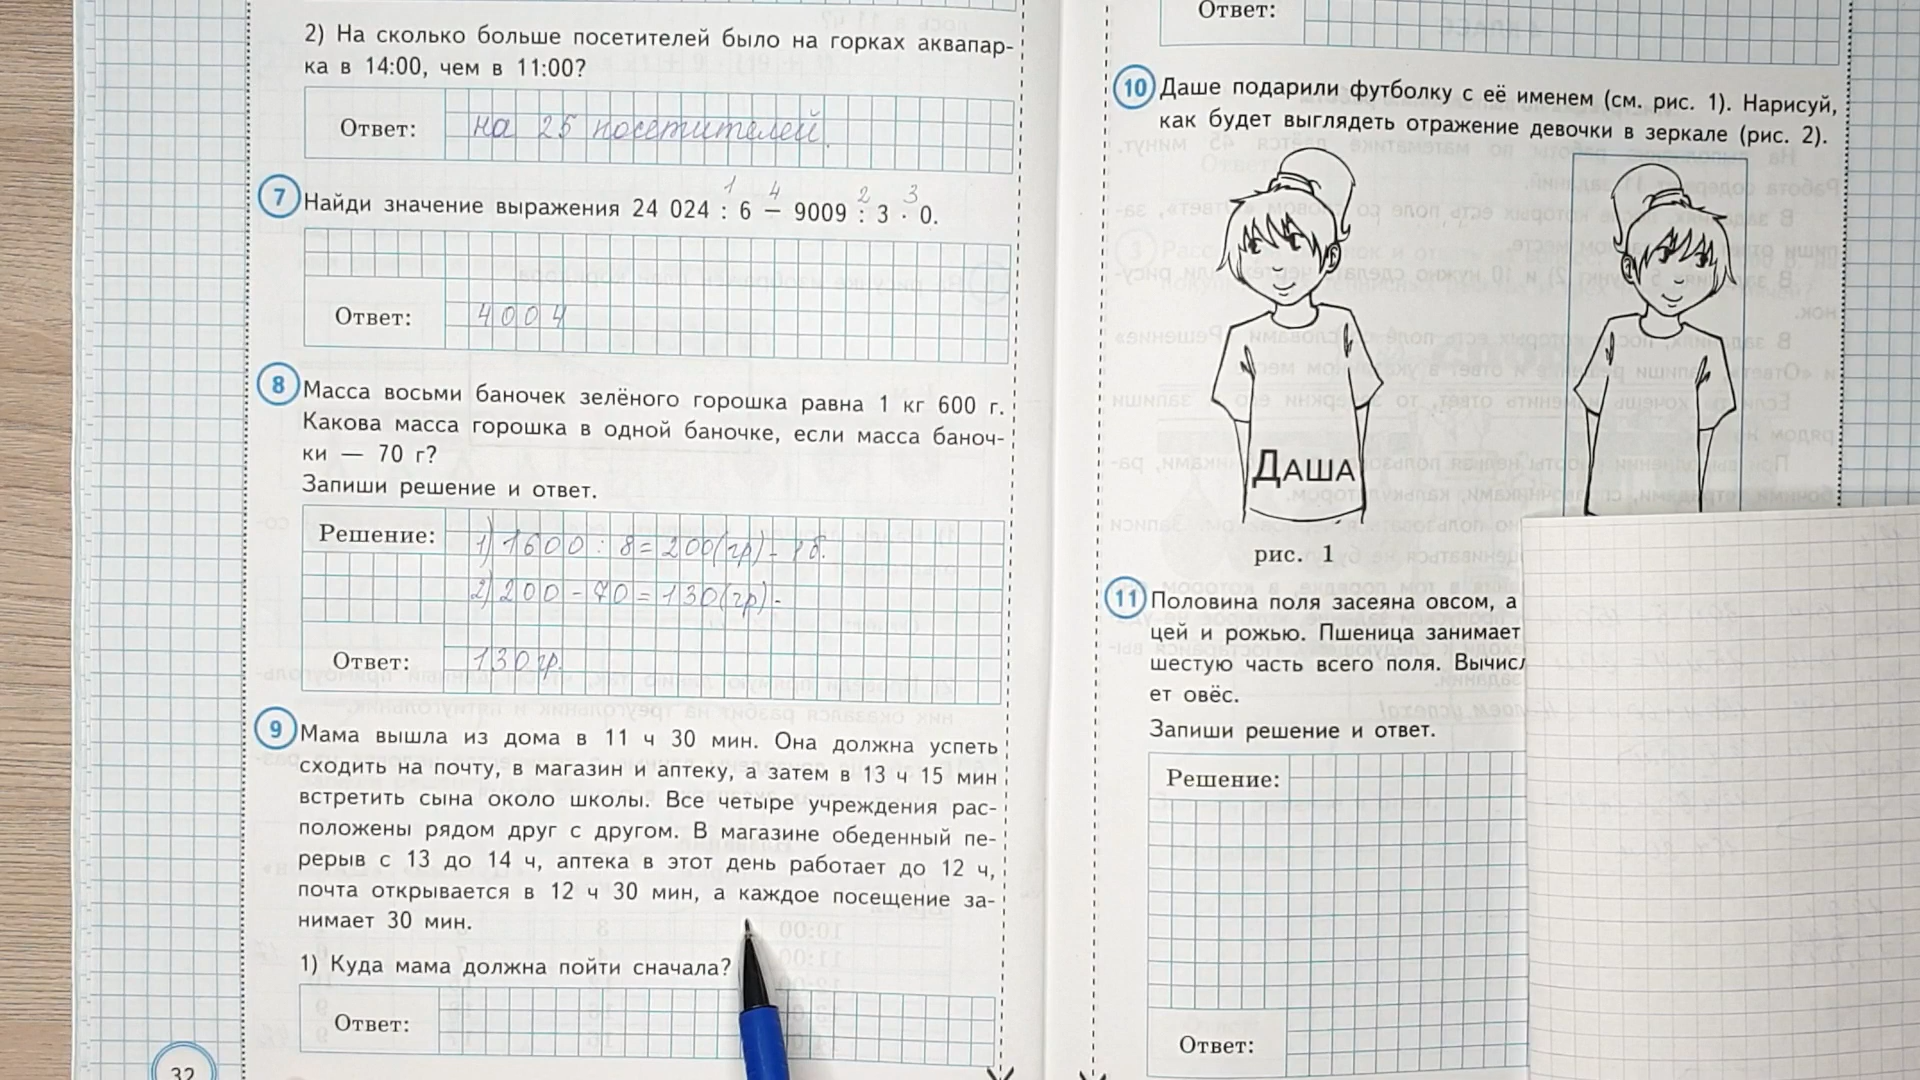 2) На сколько больше посетителей было на горках аквапар-
ка в 14:00, чем в 11:00?
Ответ: на 25 посетителей.
1 4 2 3
7 Найди значение выражения 24 024 : 6 – 9009 : 3 · 0.
Ответ: 4004
8 Масса восьми баночек зелёного горошка равна 1 кг 600 г.
Какова масса горошка в одной баночке, если масса баноч-
ки — 70 г?
Запиши решение и ответ.
Решение: 1) 1600 : 8 = 200 (гр) - 1 б.
2) 200 - 70 = 130 (гр) -
Ответ: 130 гр.
9 Мама вышла из дома в 11 ч 30 мин. Она должна успеть
сходить на почту, в магазин и аптеку, а затем в 13 ч 15 мин
встретить сына около школы. Все четыре учреждения рас-
положены рядом друг с другом. В магазине обеденный пе-
рерыв с 13 до 14 ч, аптека в этот день работает до 12 ч,
почта открывается в 12 ч 30 мин, а каждое посещение за-
нимает 30 мин.
1) Куда мама должна пойти сначала?
Ответ:
32
Ответ:
10 Даше подарили футболку с её именем (см. рис. 1). Нарисуй,
как будет выглядеть отражение девочки в зеркале (рис. 2).
ДАША
рис. 1
11 Половина поля засеяна овсом, а
цей и рожью. Пшеница занимает
шестую часть всего поля. Вычисл
ет овёс.
Запиши решение и ответ.
Решение:
Ответ: